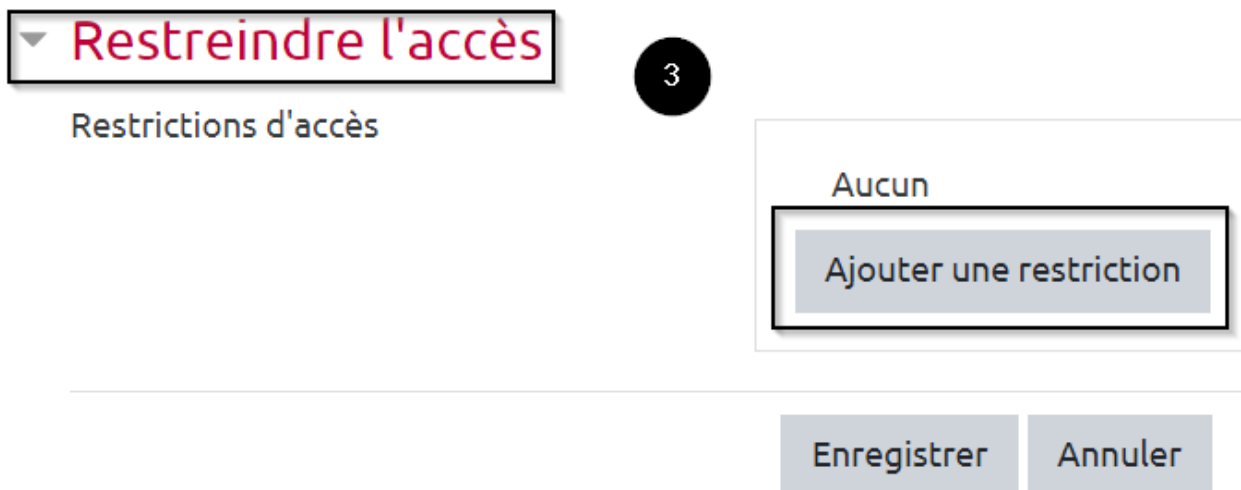 Restreindre l'accès
3
Restrictions d'accès
Aucun
Ajouter une restriction
Enregistrer
Annuler